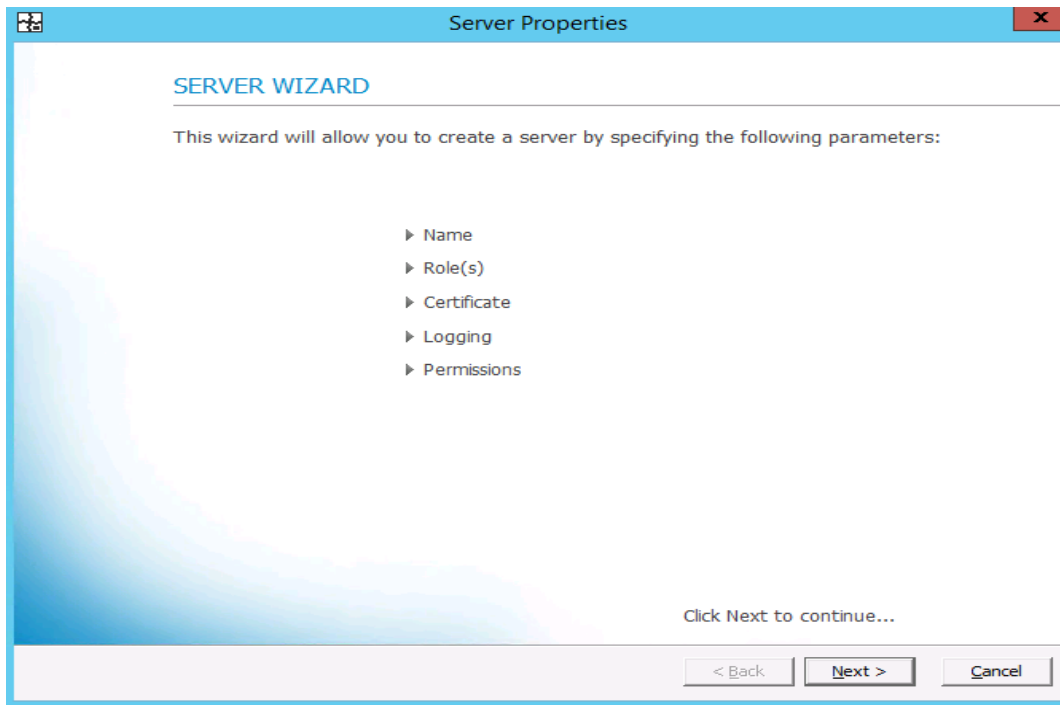 Server Properties
x
SERVER WIZARD
This wizard will allow you to create a server by specifying the following parameters:
Name
Role(s)
Certificate
Logging
Permissions
Click Next to continue...
< Back
Next >
Cancel